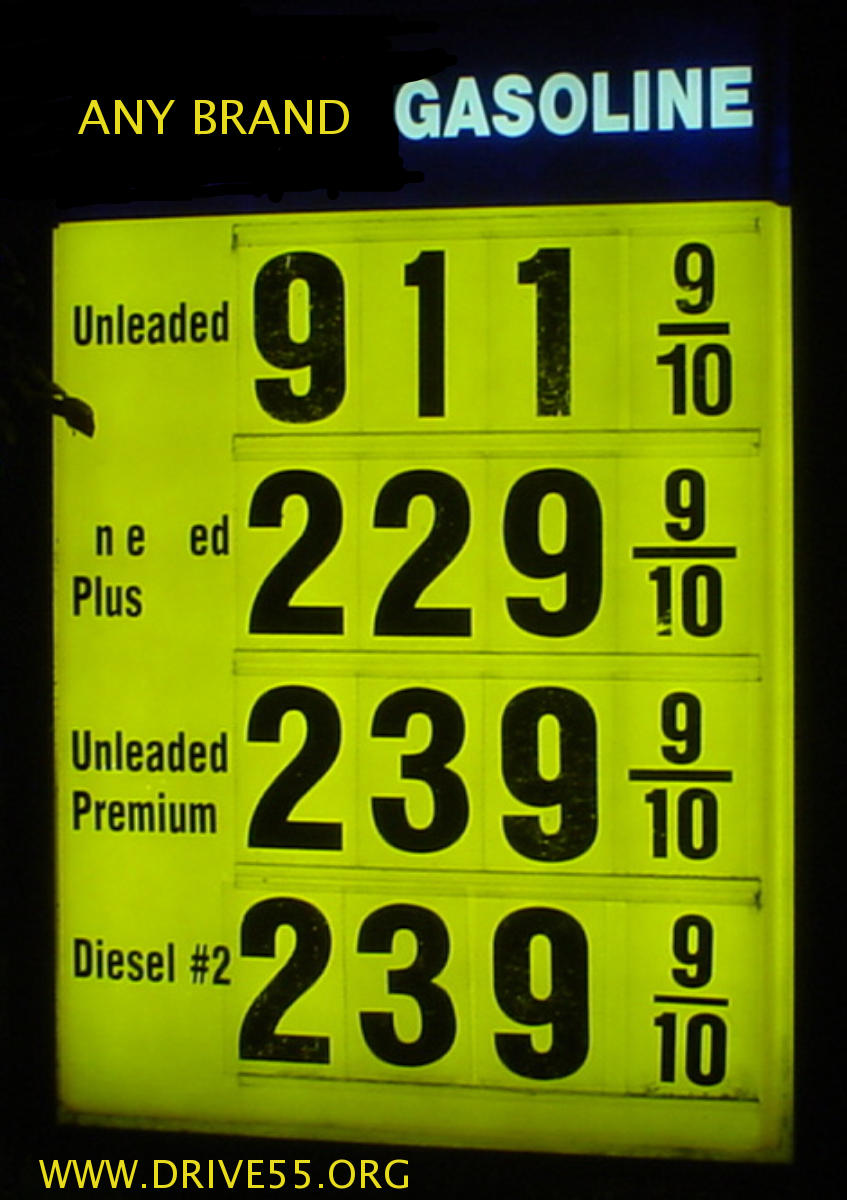 ANY BRAND GASOLINE
Unleaded 911 9/10
n e ed
Plus 229 9/10
Unleaded
Premium 239 9/10
Diesel #2 239 9/10
WWW.DRIVE55.ORG